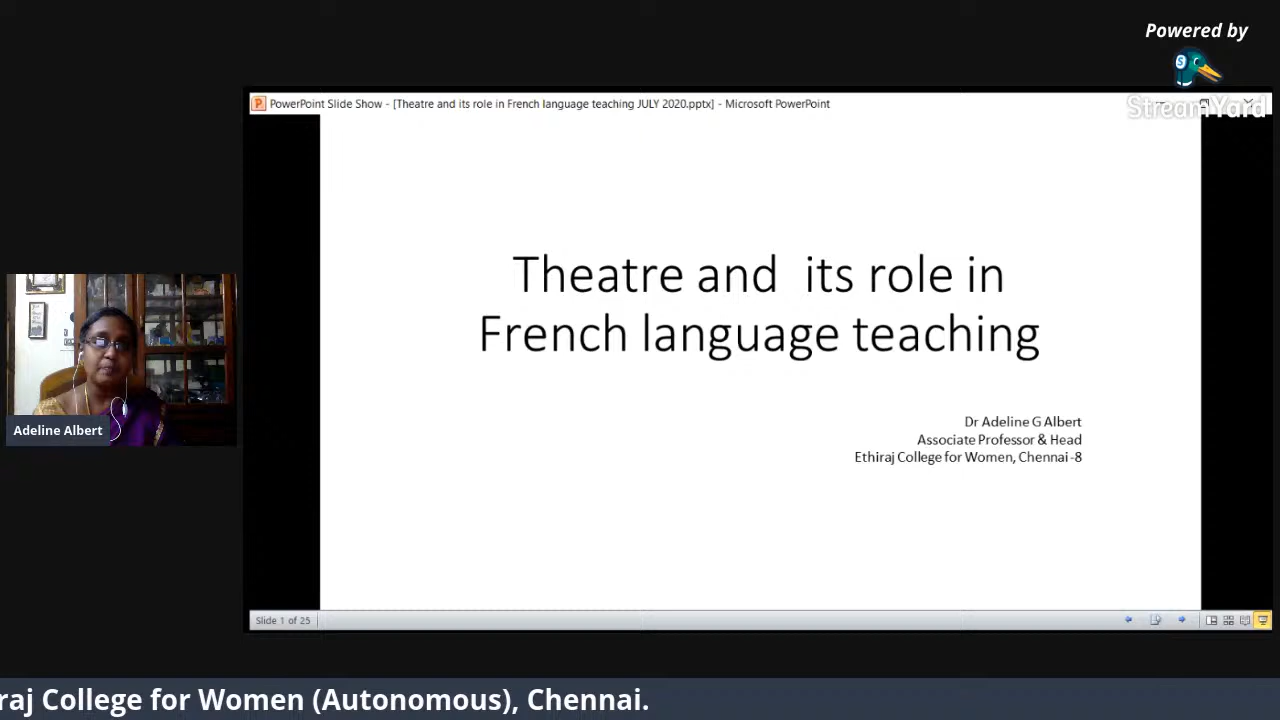 Powered by
StreamYard
PowerPoint Slide Show - [Theatre and its role in French language teaching JULY 2020.pptx] - Microsoft PowerPoint
Theatre and its role in
French language teaching
Dr Adeline G Albert
Associate Professor & Head
Ethiraj College for Women, Chennai -8
Adeline Albert
Slide 1 of 25
raj College for Women (Autonomous), Chennai.